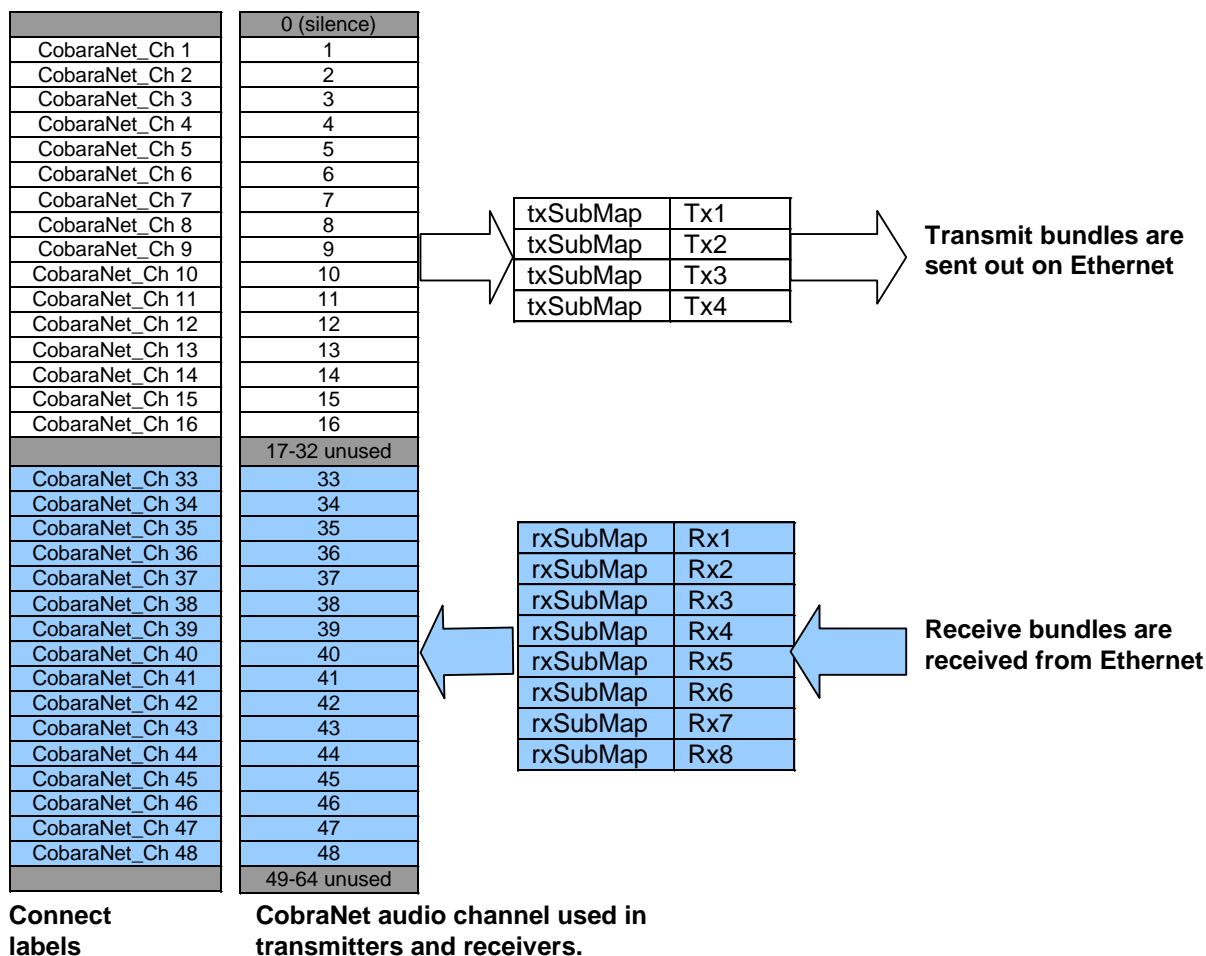 0 (silence)
CobaraNet_Ch 1 1
CobaraNet_Ch 2 2
CobaraNet_Ch 3 3
CobaraNet_Ch 4 4
CobaraNet_Ch 5 5
CobaraNet_Ch 6 6
CobaraNet_Ch 7 7
CobaraNet_Ch 8 8
CobaraNet_Ch 9 9
CobaraNet_Ch 10 10
CobaraNet_Ch 11 11
CobaraNet_Ch 12 12
CobaraNet_Ch 13 13
CobaraNet_Ch 14 14
CobaraNet_Ch 15 15
CobaraNet_Ch 16 16
17-32 unused
CobaraNet_Ch 33 33
CobaraNet_Ch 34 34
CobaraNet_Ch 35 35
CobaraNet_Ch 36 36
CobaraNet_Ch 37 37
CobaraNet_Ch 38 38
CobaraNet_Ch 39 39
CobaraNet_Ch 40 40
CobaraNet_Ch 41 41
CobaraNet_Ch 42 42
CobaraNet_Ch 43 43
CobaraNet_Ch 44 44
CobaraNet_Ch 45 45
CobaraNet_Ch 46 46
CobaraNet_Ch 47 47
CobaraNet_Ch 48 48
49-64 unused
Connect
labels
CobraNet audio channel used in
transmitters and receivers.
txSubMap Tx1
txSubMap Tx2
txSubMap Tx3
txSubMap Tx4
Transmit bundles are
sent out on Ethernet
rxSubMap Rx1
rxSubMap Rx2
rxSubMap Rx3
rxSubMap Rx4
rxSubMap Rx5
rxSubMap Rx6
rxSubMap Rx7
rxSubMap Rx8
Receive bundles are
received from Ethernet